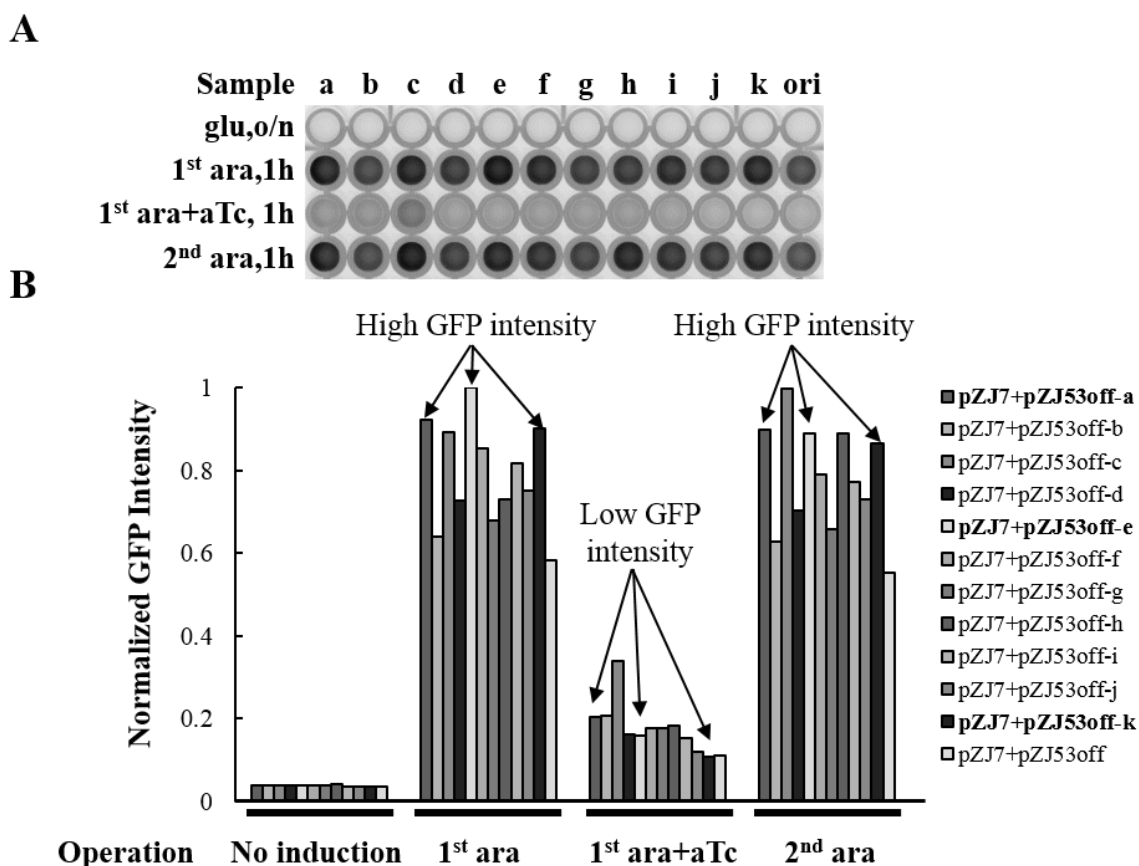 A
Sample a b c d e f g h i j k ori
glu,o/n
1st ara,1h
1st ara+aTc, 1h
2nd ara,1h
B
High GFP intensity High GFP intensity
Low GFP
intensity
Normalized GFP Intensity
1
0.8
0.6
0.4
0.2
0
pZJ7+pZJ53off-a
pZJ7+pZJ53off-b
pZJ7+pZJ53off-c
pZJ7+pZJ53off-d
pZJ7+pZJ53off-e
pZJ7+pZJ53off-f
pZJ7+pZJ53off-g
pZJ7+pZJ53off-h
pZJ7+pZJ53off-i
pZJ7+pZJ53off-j
pZJ7+pZJ53off-k
pZJ7+pZJ53off
Operation No induction 1st ara 1st ara+aTc 2nd ara